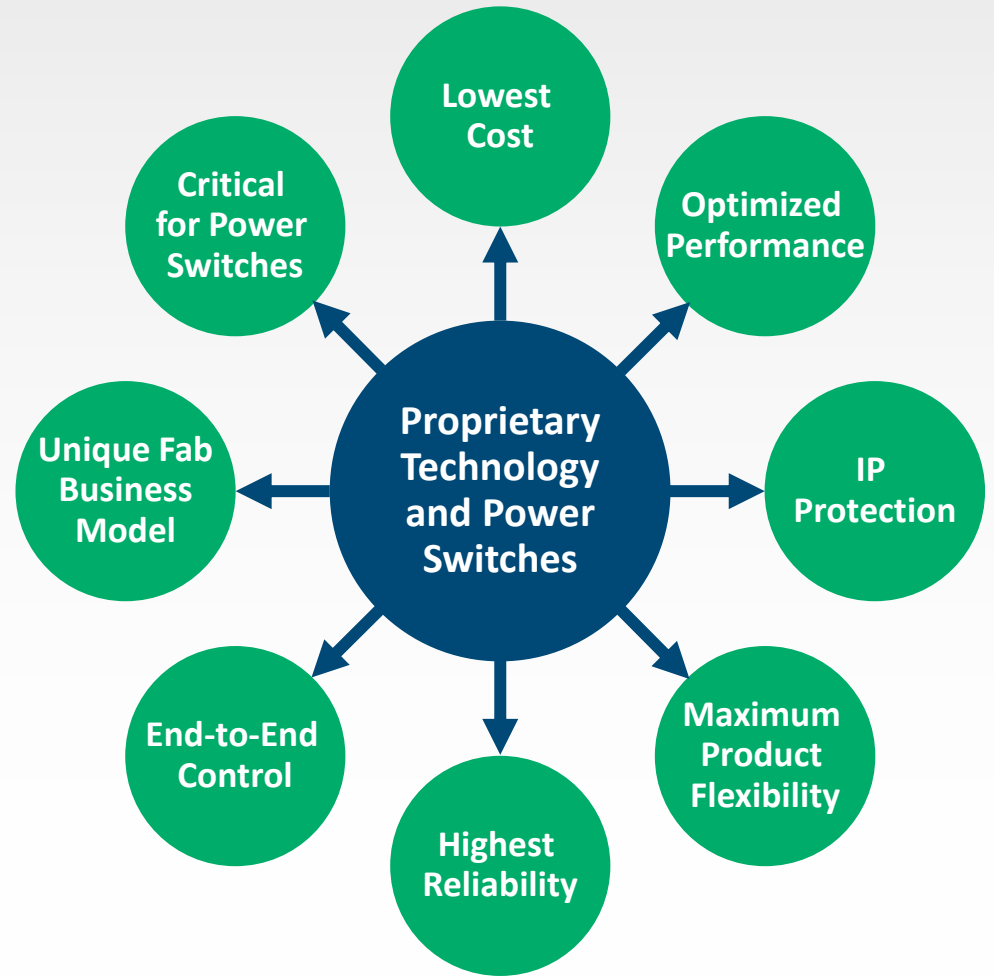 Lowest
Cost
Optimized
Performance
IP
Protection
Maximum
Product
Flexibility
Highest
Reliability
End-to-End
Control
Unique Fab
Business
Model
Critical
for Power
Switches
Proprietary
Technology
and Power
Switches